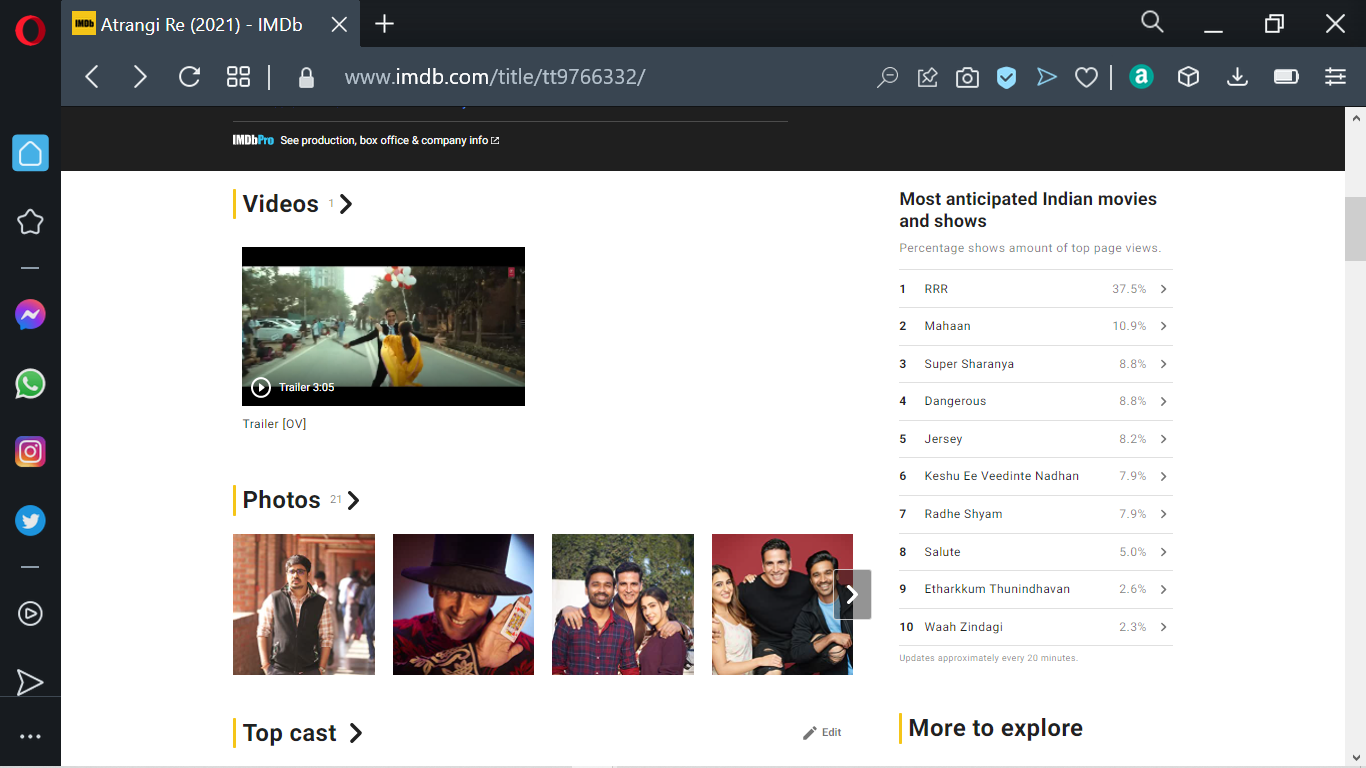 IMDb Atrangi Re (2021) - IMDb
www.imdb.com/title/tt9766332/
a
IMDbPro See production, box office & company info
Videos 1
Trailer 3:05
Trailer [OV]
Photos 21
Top cast
Edit
Most anticipated Indian movies
and shows
Percentage shows amount of top page views.
1 RRR 37.5%
2 Mahaan 10.9%
3 Super Sharanya 8.8%
4 Dangerous 8.8%
5 Jersey 8.2%
6 Keshu Ee Veedinte Nadhan 7.9%
7 Radhe Shyam 7.9%
8 Salute 5.0%
9 Etharkkum Thunindhavan 2.6%
10 Waah Zindagi 2.3%
Updates approximately every 20 minutes.
More to explore